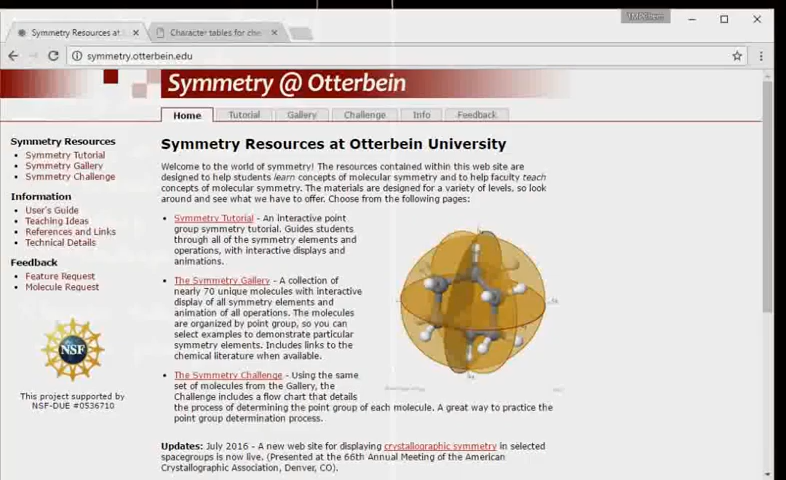 TMPChem
Symmetry Resources at
Character tables for che
symmetry.otterbein.edu
Symmetry @ Otterbein
Home Tutorial Gallery Challenge Info Feedback
Symmetry Resources
Symmetry Tutorial
Symmetry Gallery
Symmetry Challenge
Information
User's Guide
Teaching Ideas
References and Links
Technical Details
Feedback
Feature Request
Molecule Request
NSF
This project supported by
NSF-DUE #0536710
Symmetry Resources at Otterbein University
Welcome to the world of symmetry! The resources contained within this web site are
designed to help students learn concepts of molecular symmetry and to help faculty teach
concepts of molecular symmetry. The materials are designed for a variety of levels, so look
around and see what we have to offer. Choose from the following pages:
Symmetry Tutorial - An interactive point
group symmetry tutorial. Guides students
through all of the symmetry elements and
operations, with interactive displays and
animations.
The Symmetry Gallery - A collection of
nearly 70 unique molecules with interactive
display of all symmetry elements and
animation of all operations. The molecules
are organized by point group, so you can
select examples to demonstrate particular
symmetry elements. Includes links to the
chemical literature when available.
The Symmetry Challenge - Using the same
set of molecules from the Gallery, the
Challenge includes a flow chart that details
the process of determining the point group of each molecule. A great way to practice the
point group determination process.
Updates: July 2016 - A new web site for displaying crystallographic symmetry in selected
spacegroups is now live. (Presented at the 66th Annual Meeting of the American
Crystallographic Association, Denver, CO).